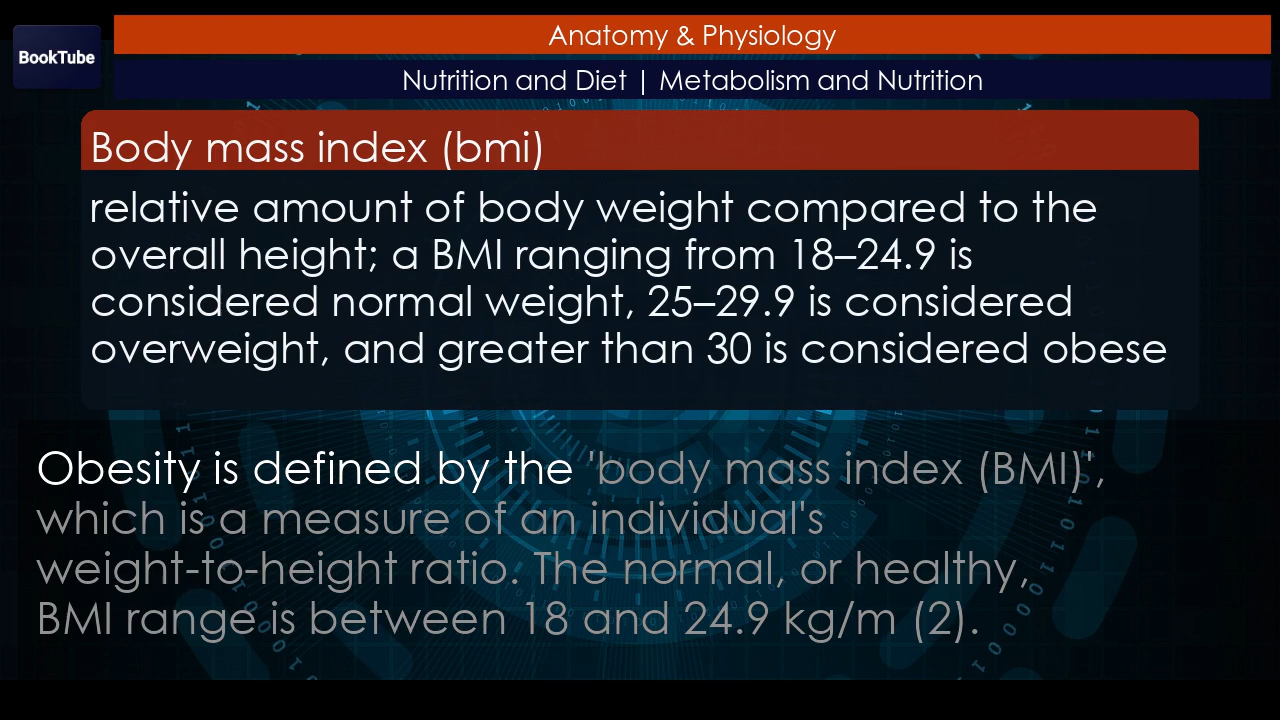 BookTube
Anatomy & Physiology
Nutrition and Diet | Metabolism and Nutrition
Body mass index (bmi)
relative amount of body weight compared to the
overall height; a BMI ranging from 18–24.9 is
considered normal weight, 25–29.9 is considered
overweight, and greater than 30 is considered obese
Obesity is defined by the 'body mass index (BMI)',
which is a measure of an individual's
weight-to-height ratio. The normal, or healthy,
BMI range is between 18 and 24.9 kg/m (2).